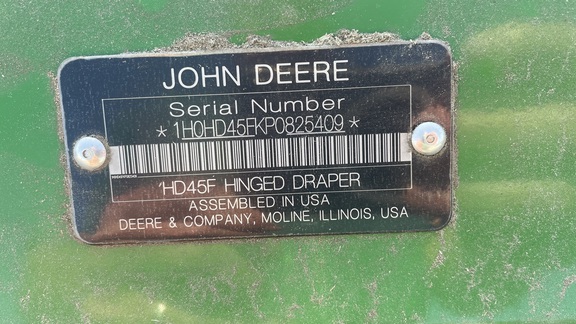 JOHN DEERE
Serial Number
* 1H0HD45FKP0825409 *
HD45F HINGED DRAPER
ASSEMBLED IN USA
DEERE & COMPANY, MOLINE, ILLINOIS, USA